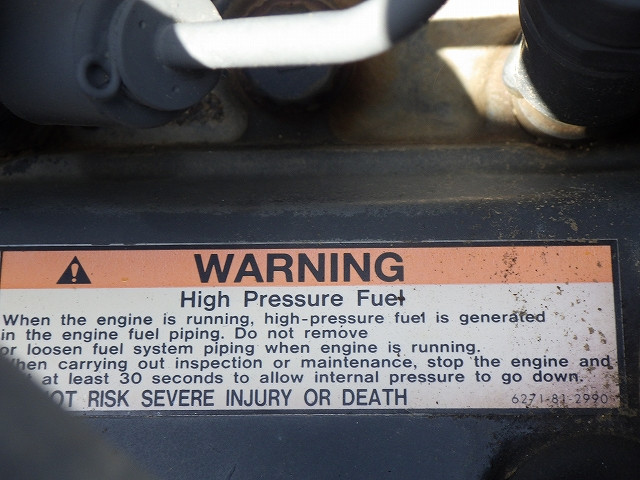 WARNING
High Pressure Fuel
When the engine is running, high-pressure fuel is generated
in the engine fuel piping. Do not remove
or loosen fuel system piping when engine is running.
When carrying out inspection or maintenance, stop the engine and
at least 30 seconds to allow internal pressure to go down.
NOT RISK SEVERE INJURY OR DEATH
6271-81-2990